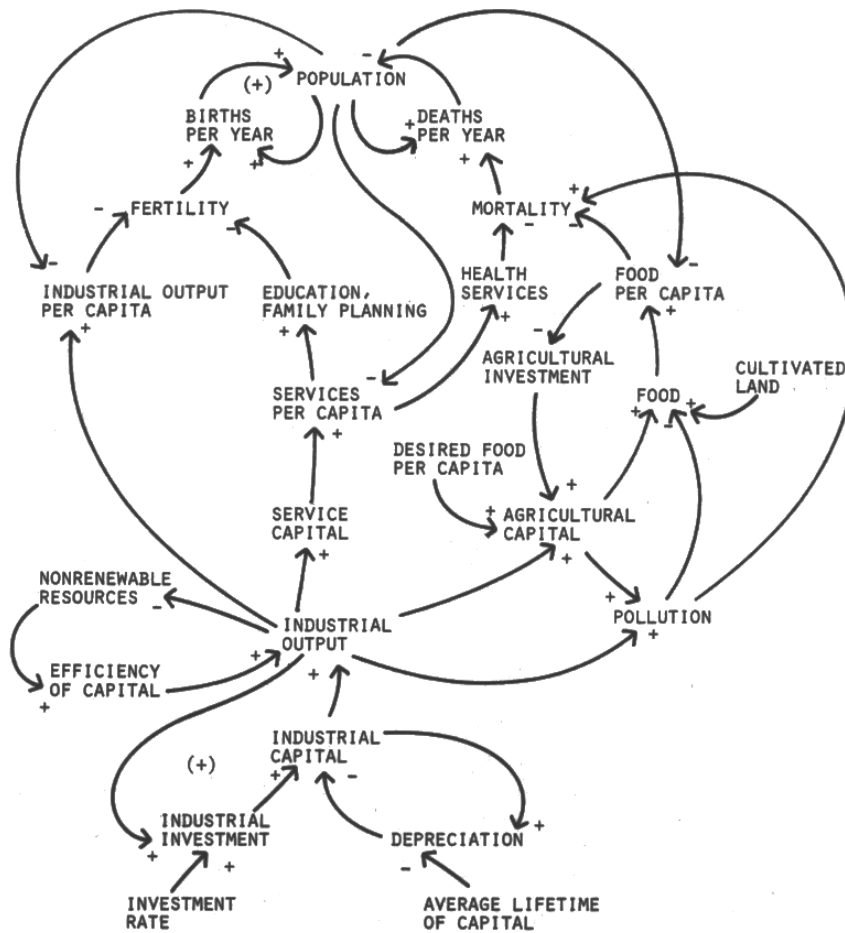 +
-
(+)
POPULATION
BIRTHS
PER YEAR
+
DEATHS
PER YEAR
+
+
+
-
FERTILITY
-
MORTALITY
+
-
-
-
INDUSTRIAL OUTPUT
PER CAPITA
+
EDUCATION,
FAMILY PLANNING
+
HEALTH
SERVICES
+
-
FOOD
PER CAPITA
+
-
AGRICULTURAL
INVESTMENT
-
SERVICES
PER CAPITA
+
CULTIVATED
LAND
FOOD
+
+
-
DESIRED FOOD
PER CAPITA
+
+
AGRICULTURAL
CAPITAL
+
SERVICE
CAPITAL
+
NONRENEWABLE
RESOURCES
-
INDUSTRIAL
OUTPUT
+
+
+
POLLUTION
+
EFFICIENCY
OF CAPITAL
+
INDUSTRIAL
CAPITAL
(+)
+
-
INDUSTRIAL
INVESTMENT
+
+
DEPRECIATION
+
-
INVESTMENT
RATE
AVERAGE LIFETIME
OF CAPITAL